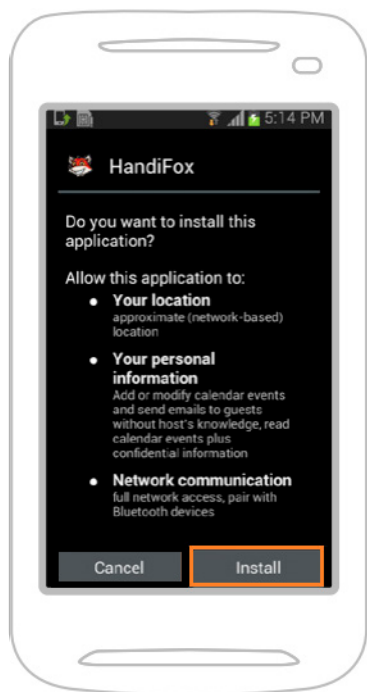 5:14 PM
HandiFox
Do you want to install this
application?
Allow this application to:
● Your location
approximate (network-based)
location
● Your personal
information
Add or modify calendar events
and send emails to guests
without host's knowledge, read
calendar events plus
confidential information
● Network communication
full network access, pair with
Bluetooth devices
Cancel Install